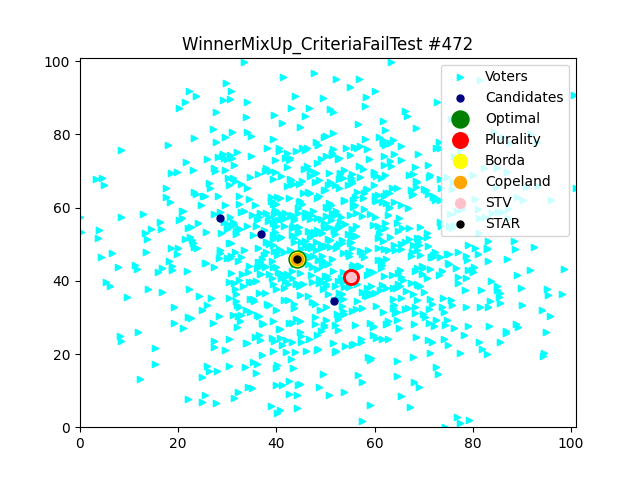 WinnerMixUp_CriteriaFailTest #472
100
80
60
40
20
0
0 20 40 60 80 100
Voters
Candidates
Optimal
Plurality
Borda
Copeland
STV
STAR